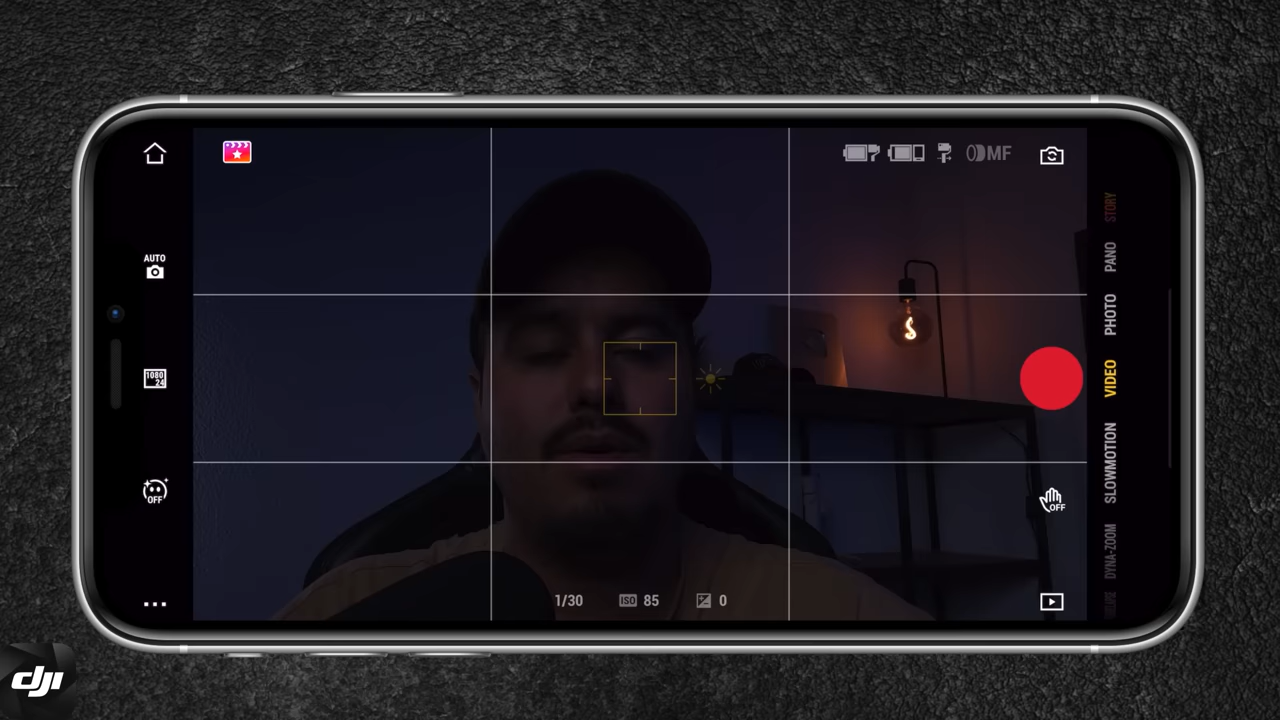 MF
AUTO
1080
24
OFF
OFF
1/30
ISO 85
0
STORY
PANO
PHOTO
VIDEO
SLOWMOTION
DYNA-ZOOM
dji